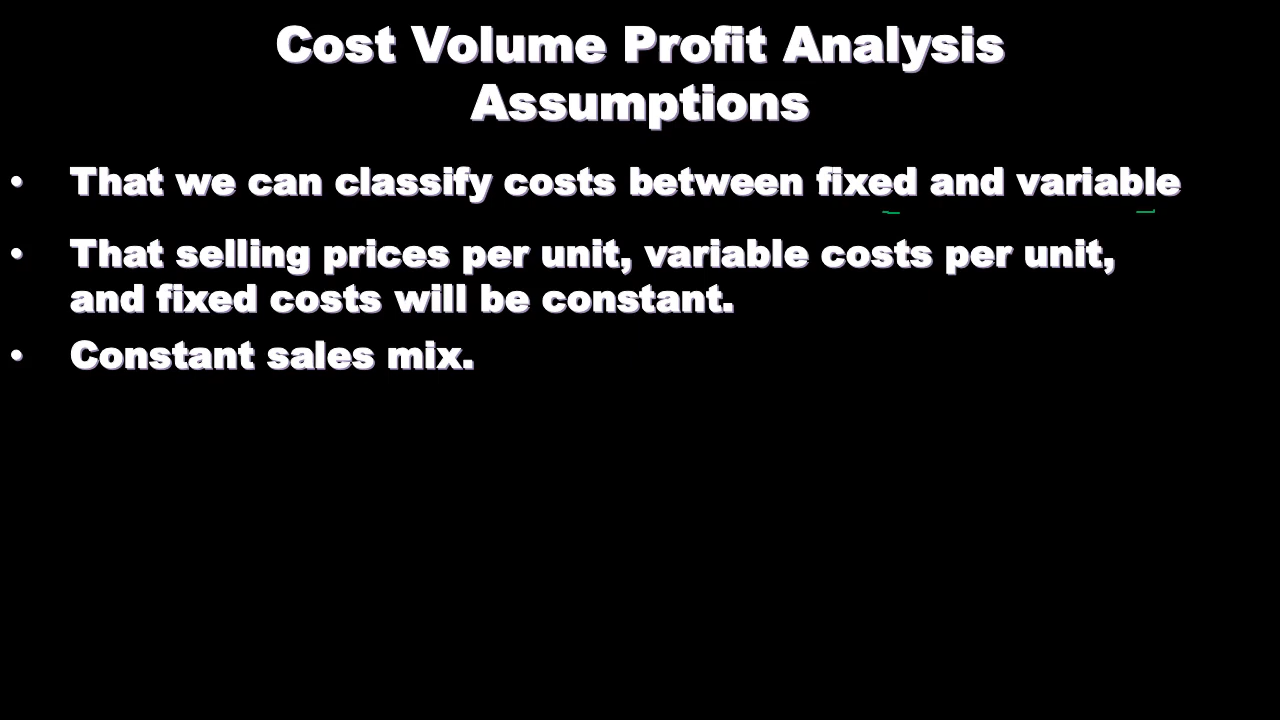 Cost Volume Profit Analysis
Assumptions
• That we can classify costs between fixed and variable
• That selling prices per unit, variable costs per unit,
and fixed costs will be constant.
• Constant sales mix.